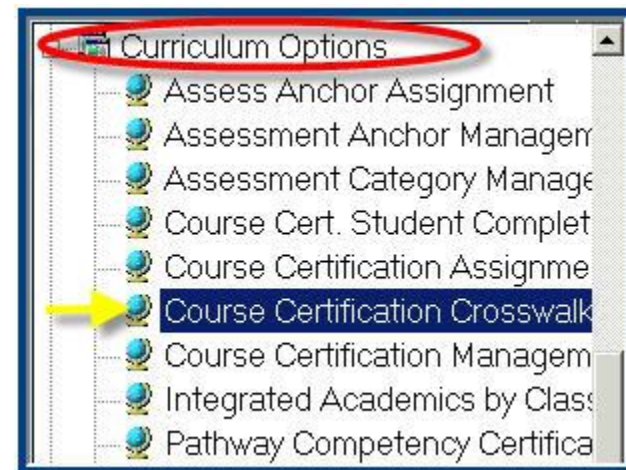 Curriculum Options
Assess Anchor Assignment
Assessment Anchor Managem
Assessment Category Manage
Course Cert. Student Complet
Course Certification Assignme
Course Certification Crosswalk
Course Certification Managem
Integrated Academics by Class
Pathway Competency Certifica